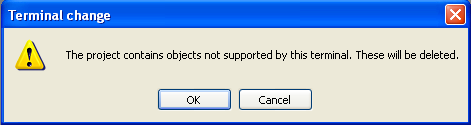 Terminal change
The project contains objects not supported by this terminal. These will be deleted.
OK
Cancel